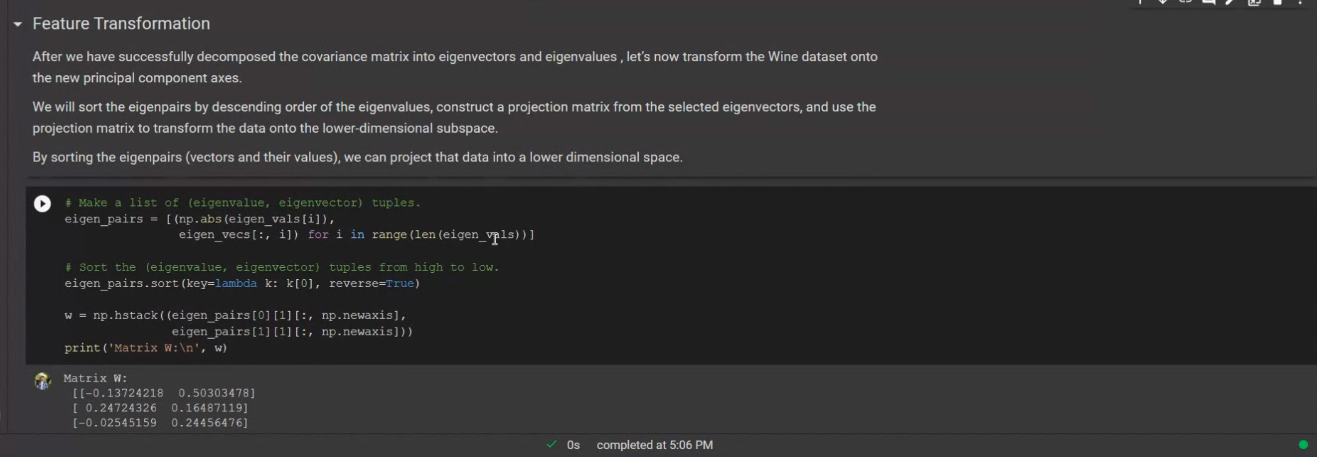 Feature Transformation
After we have successfully decomposed the covariance matrix into eigenvectors and eigenvalues , let's now transform the Wine dataset onto
the new principal component axes.
We will sort the eigenpairs by descending order of the eigenvalues, construct a projection matrix from the selected eigenvectors, and use the
projection matrix to transform the data onto the lower-dimensional subspace.
By sorting the eigenpairs (vectors and their values), we can project that data into a lower dimensional space.
# Make a list of (eigenvalue, eigenvector) tuples.
eigen_pairs = [(np.abs(eigen_vals[i]),
eigen_vecs[:, i]) for i in range(len(eigen_vals))]
# Sort the (eigenvalue, eigenvector) tuples from high to low.
eigen_pairs.sort(key=lambda k: k[0], reverse=True)
w = np.hstack((eigen_pairs[0][1][:, np.newaxis],
eigen_pairs[1][1][:, np.newaxis]))
print('Matrix W:\n', w)
Matrix W:
[[-0.13724218 0.50303478]
[ 0.24724326 0.16487119]
[-0.02545159 0.24456476]
0s completed at 5:06 PM